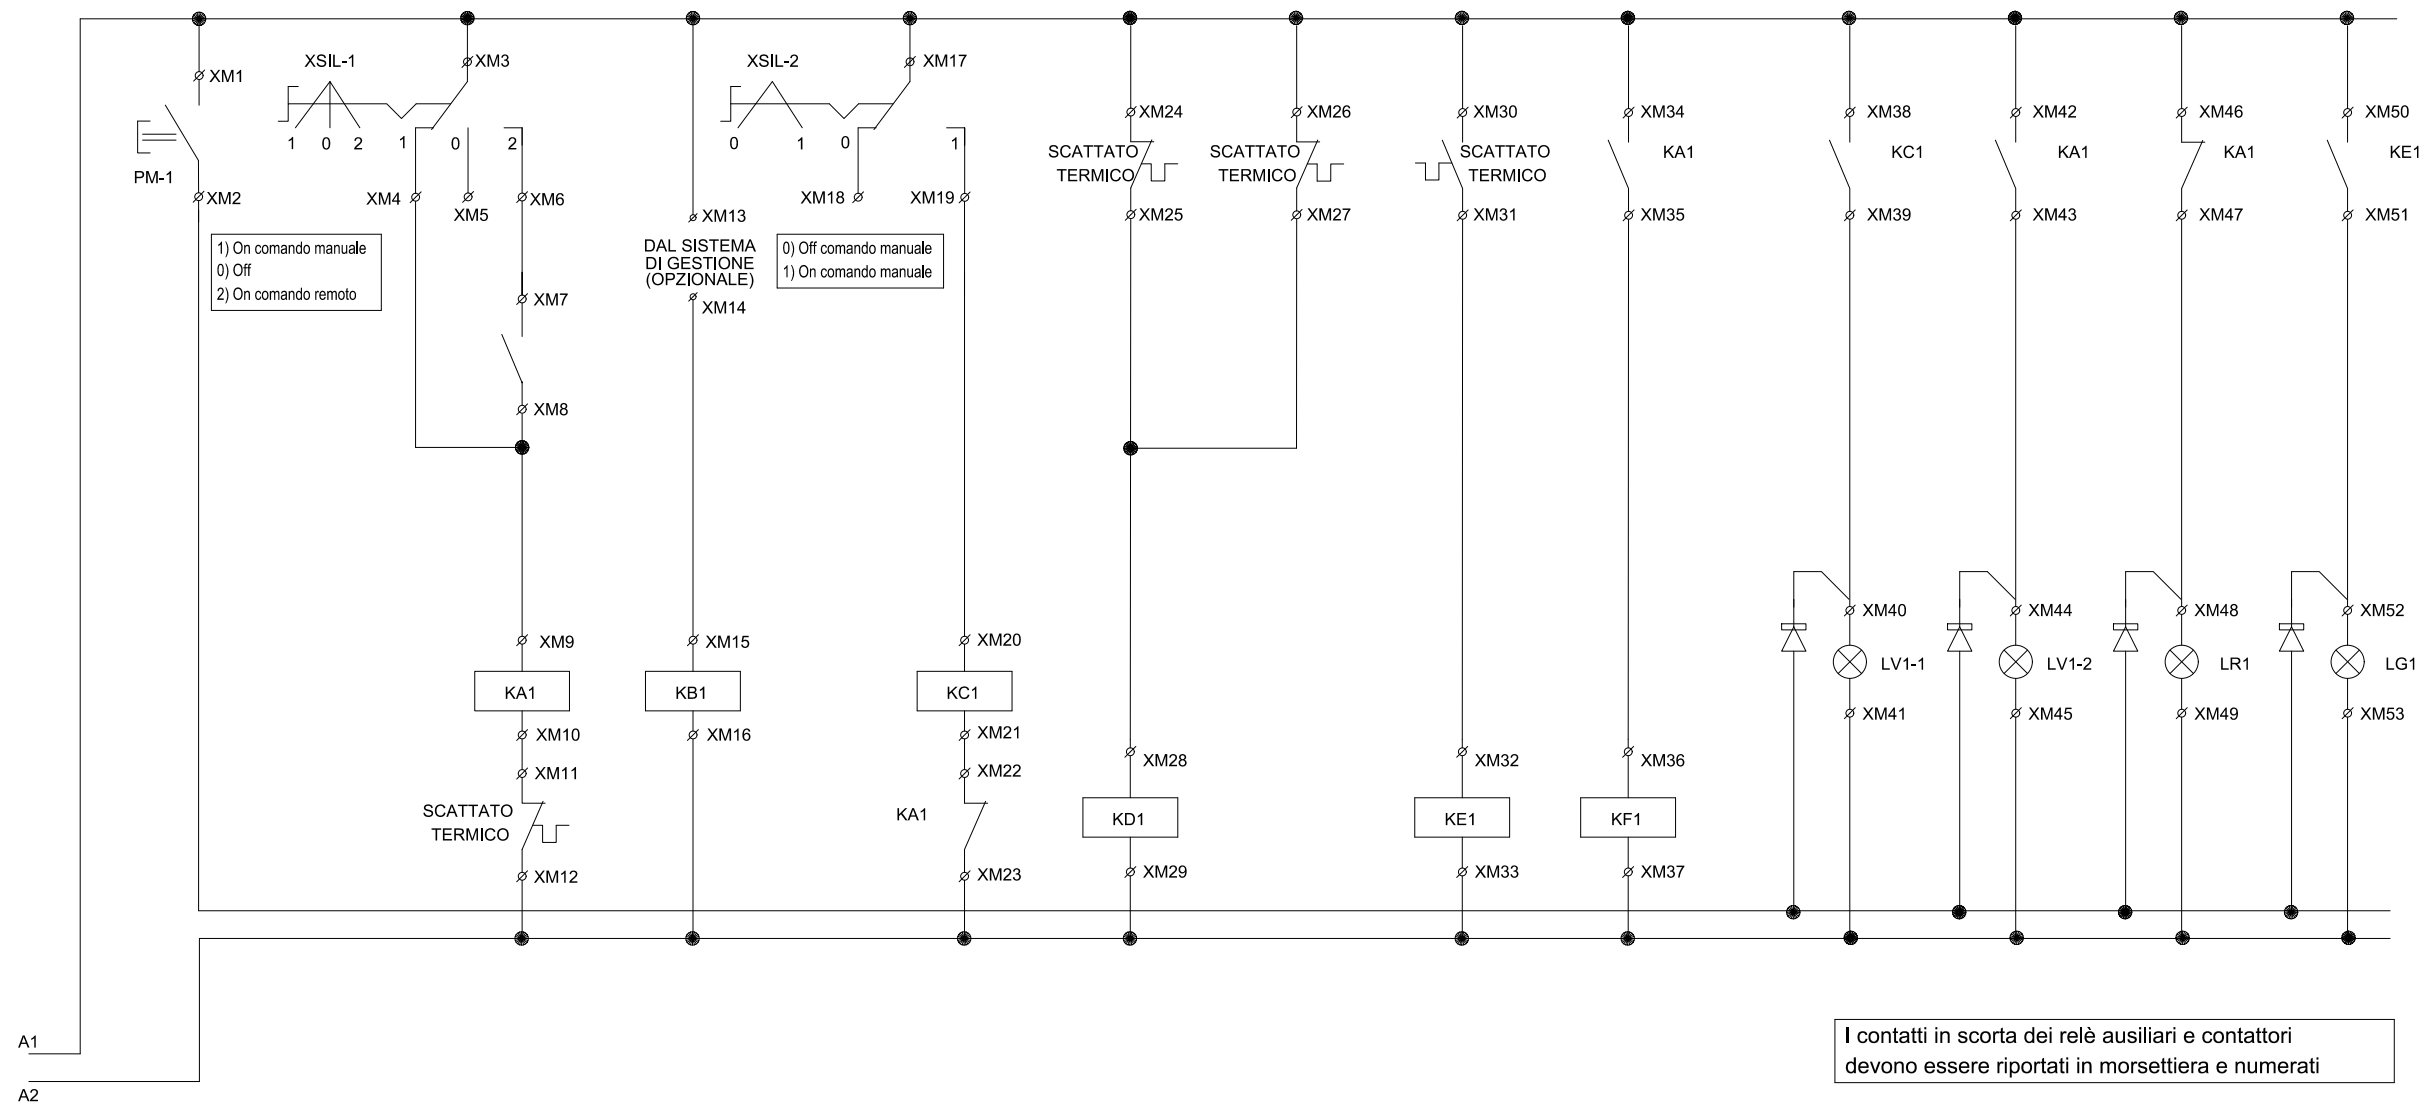 XM1
PM-1
XM2
XSIL-1
1 0 2
XM3
1 0 2
XM4
XM5
XM6
1) On comando manuale
0) Off
2) On comando remoto
XM7
XM8
XM9
KA1
XM10
XM11
SCATTATO
TERMICO
XM12
XM13
DAL SISTEMA
DI GESTIONE
(OPZIONALE)
XM14
XM15
KB1
XM16
XSIL-2
0 1
XM17
0 1
XM18
XM19
0) Off comando manuale
1) On comando manuale
XM20
KC1
XM21
XM22
KA1
XM23
XM24
SCATTATO
TERMICO
XM25
XM26
SCATTATO
TERMICO
XM27
XM28
KD1
XM29
XM30
SCATTATO
TERMICO
XM31
XM32
KE1
XM33
XM34
KA1
XM35
XM36
KF1
XM37
XM38
KC1
XM39
XM40
LV1-1
XM41
XM42
KA1
XM43
XM44
LV1-2
XM45
XM46
KA1
XM47
XM48
LR1
XM49
XM50
KE1
XM51
XM52
LG1
XM53
A1
A2
I contatti in scorta dei relè ausiliari e contattori
devono essere riportati in morsettiera e numerati